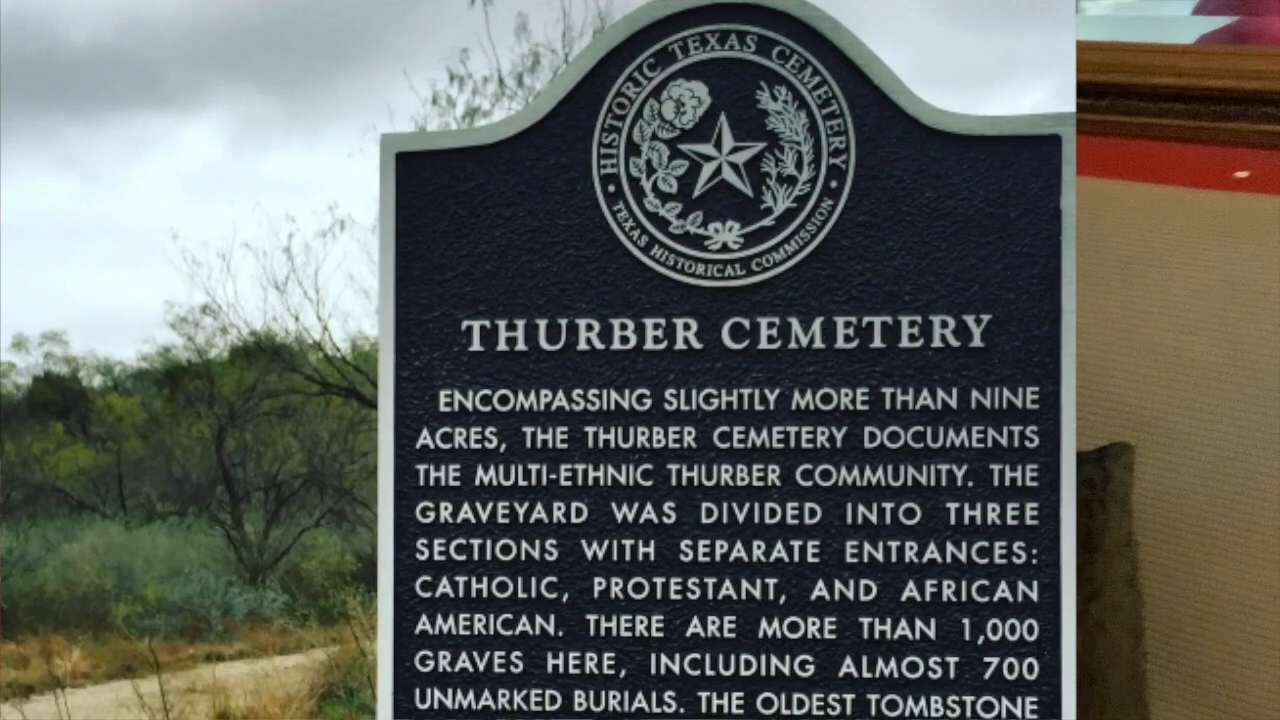 HISTORIC TEXAS CEMETERY
TEXAS HISTORICAL COMMISSION
THURBER CEMETERY
ENCOMPASSING SLIGHTLY MORE THAN NINE
ACRES, THE THURBER CEMETERY DOCUMENTS
THE MULTI-ETHNIC THURBER COMMUNITY. THE
GRAVEYARD WAS DIVIDED INTO THREE
SECTIONS WITH SEPARATE ENTRANCES:
CATHOLIC, PROTESTANT, AND AFRICAN
AMERICAN. THERE ARE MORE THAN 1,000
GRAVES HERE, INCLUDING ALMOST 700
UNMARKED BURIALS. THE OLDEST TOMBSTONE